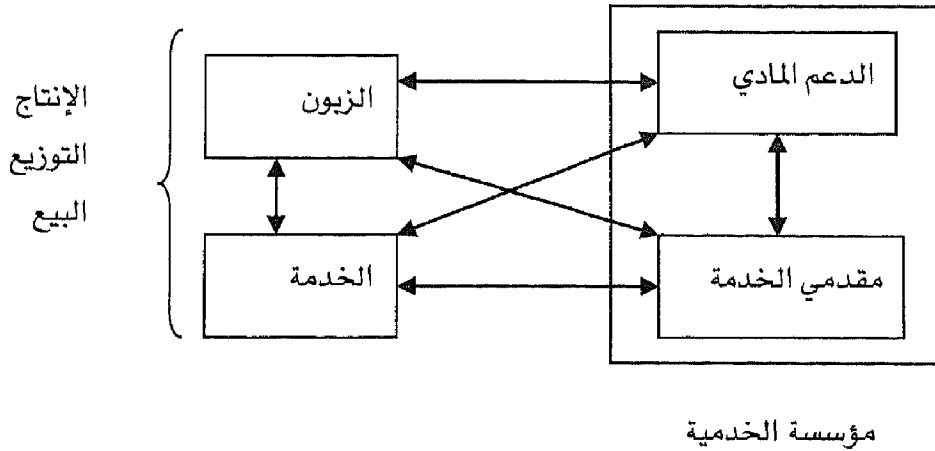 الدعم المادي
الزبون
الإنتاج
التوزيع
البيع
مقدمي الخدمة
الخدمة
مؤسسة الخدمية